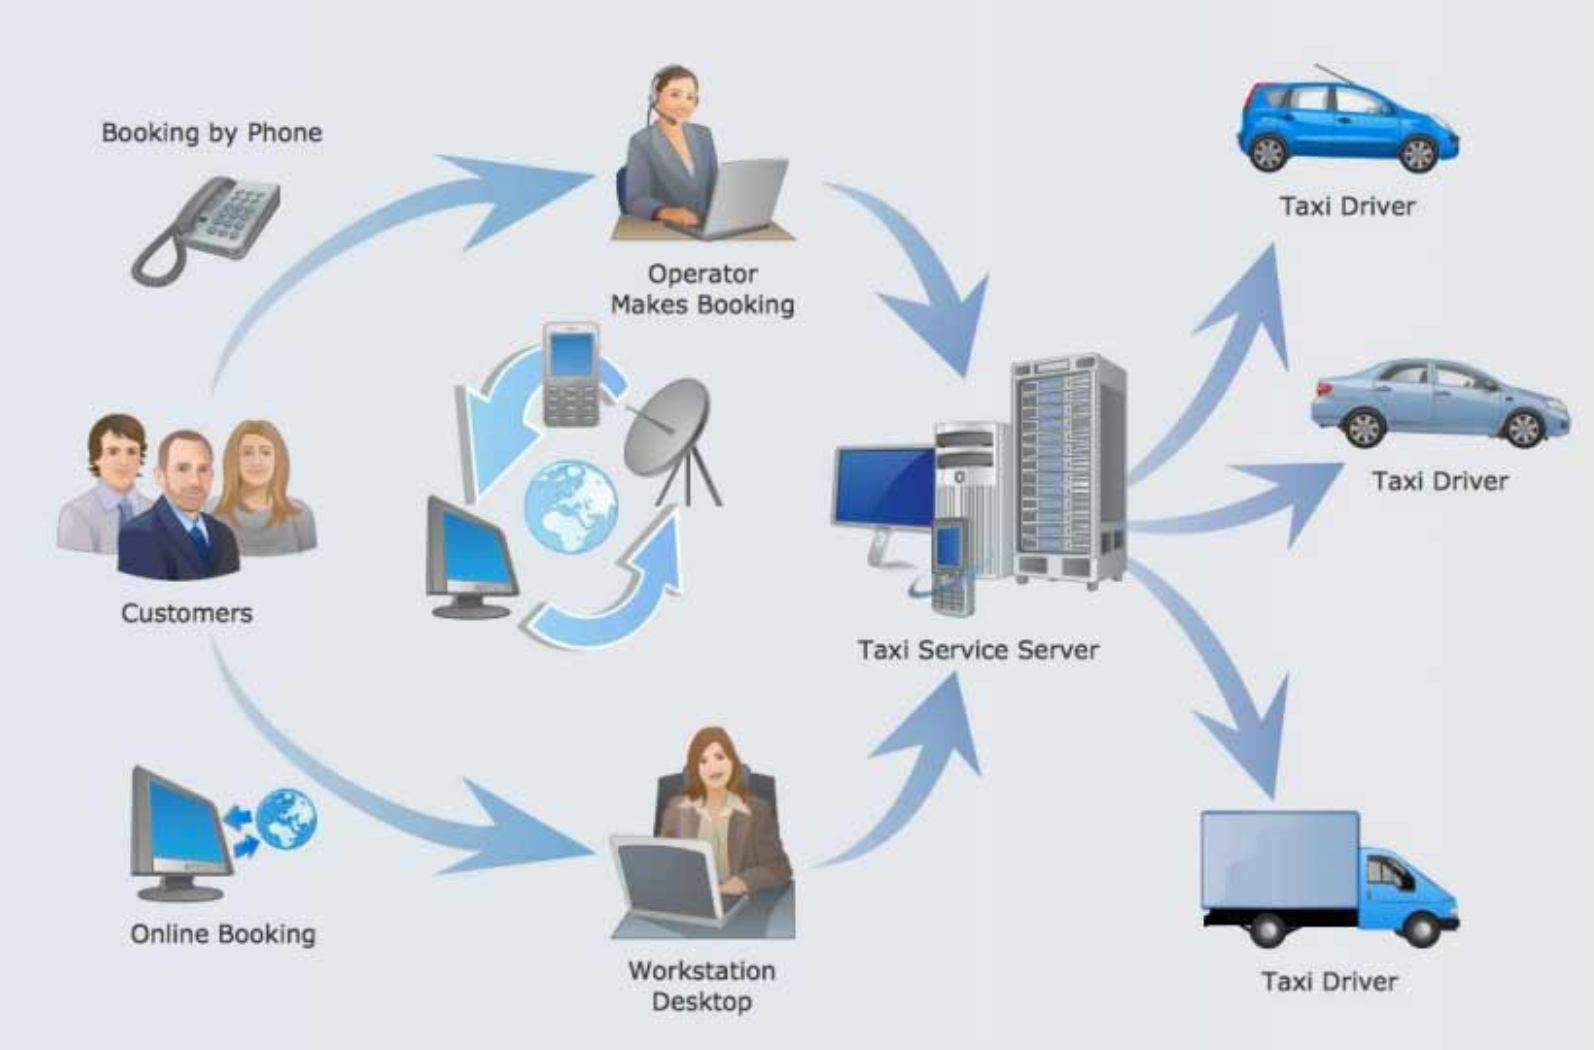 Booking by Phone
Operator
Makes Booking
Taxi Driver
Taxi Driver
Customers
Taxi Service Server
Online Booking
Workstation
Desktop
Taxi Driver